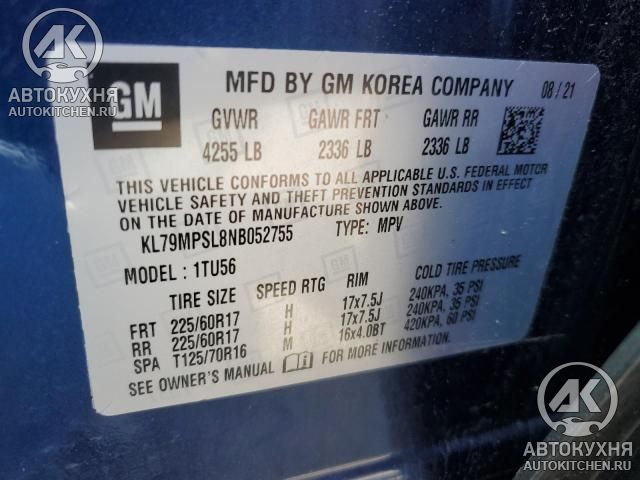 АВТОКУХНЯ
AUTOKITCHEN.RU
GM
MFD BY GM KOREA COMPANY 08/21
GVWR GAWR FRT GAWR RR
4255 LB 2336 LB 2336 LB
THIS VEHICLE CONFORMS TO ALL APPLICABLE U.S. FEDERAL MOTOR
VEHICLE SAFETY AND THEFT PREVENTION STANDARDS IN EFFECT
ON THE DATE OF MANUFACTURE SHOWN ABOVE.
KL79MPSL8NB052755 TYPE: MPV
MODEL: 1TU56
TIRE SIZE SPEED RTG RIM COLD TIRE PRESSURE
FRT 225/60R17 H 17x7.5J 240KPA, 35 PSI
RR 225/60R17 H 17x7.5J 240KPA, 35 PSI
SPA T125/70R16 M 16x4.0BT 420KPA, 60 PSI
SEE OWNER'S MANUAL FOR MORE INFORMATION.
АК
АВТОКУХНЯ
AUTOKITCHEN.RU